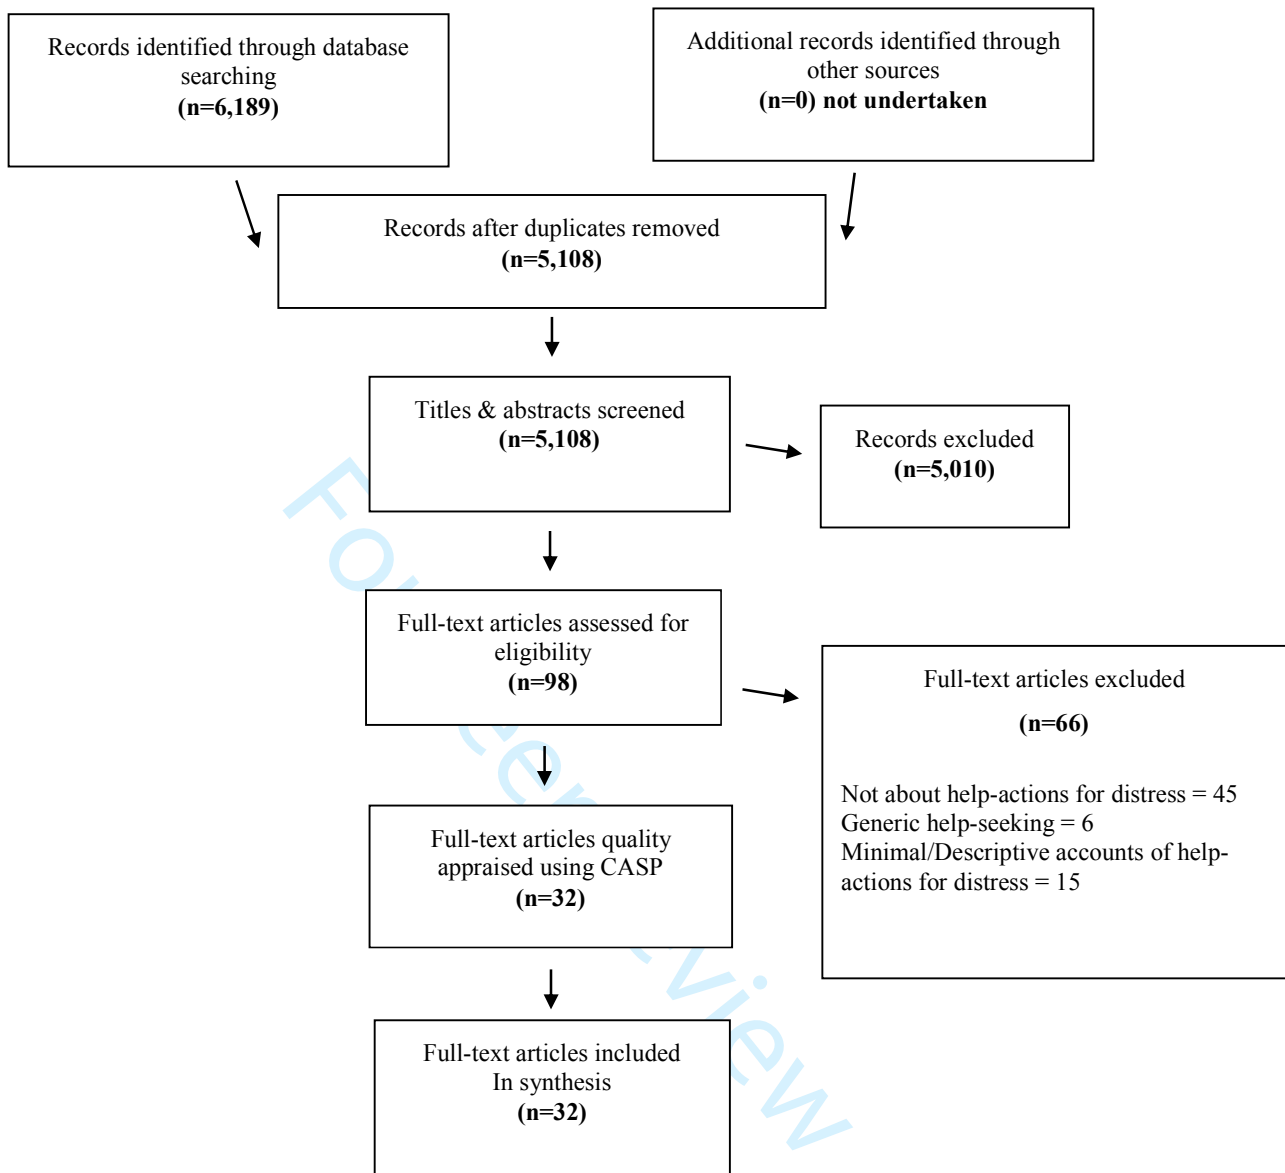 Records identified through database
searching
(n=6,189)
Additional records identified through
other sources
(n=0) not undertaken
Records after duplicates removed
(n=5,108)
Titles & abstracts screened
(n=5,108)
Records excluded
(n=5,010)
Full-text articles assessed for
eligibility
(n=98)
Full-text articles excluded
(n=66)
Not about help-actions for distress = 45
Generic help-seeking = 6
Minimal/Descriptive accounts of help-
actions for distress = 15
Full-text articles quality
appraised using CASP
(n=32)
Full-text articles included
In synthesis
(n=32)
For Peer Review